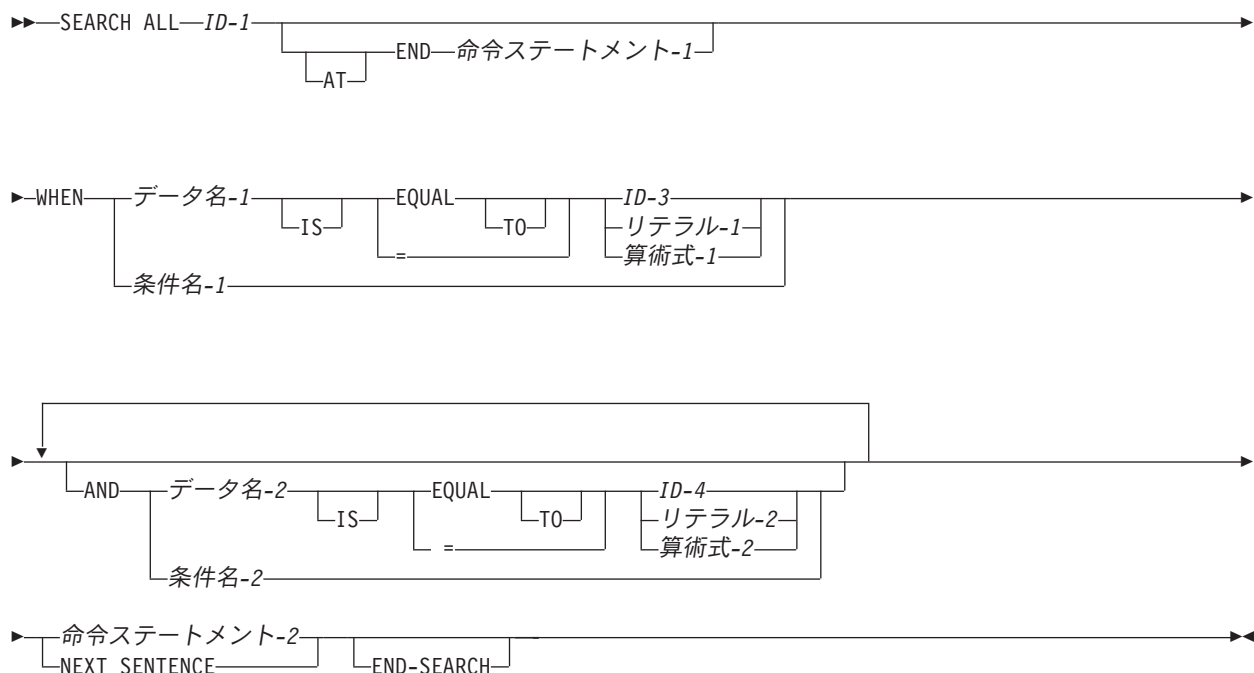 SEARCH ALL ID-1
END 命令ステートメント-1
AT
WHEN データ名-1 EQUAL ID-3
IS TO リテラル-1
= 算術式-1
条件名-1
AND データ名-2 EQUAL ID-4
IS TO リテラル-2
= 算術式-2
条件名-2
命令ステートメント-2
NEXT SENTENCE END-SEARCH